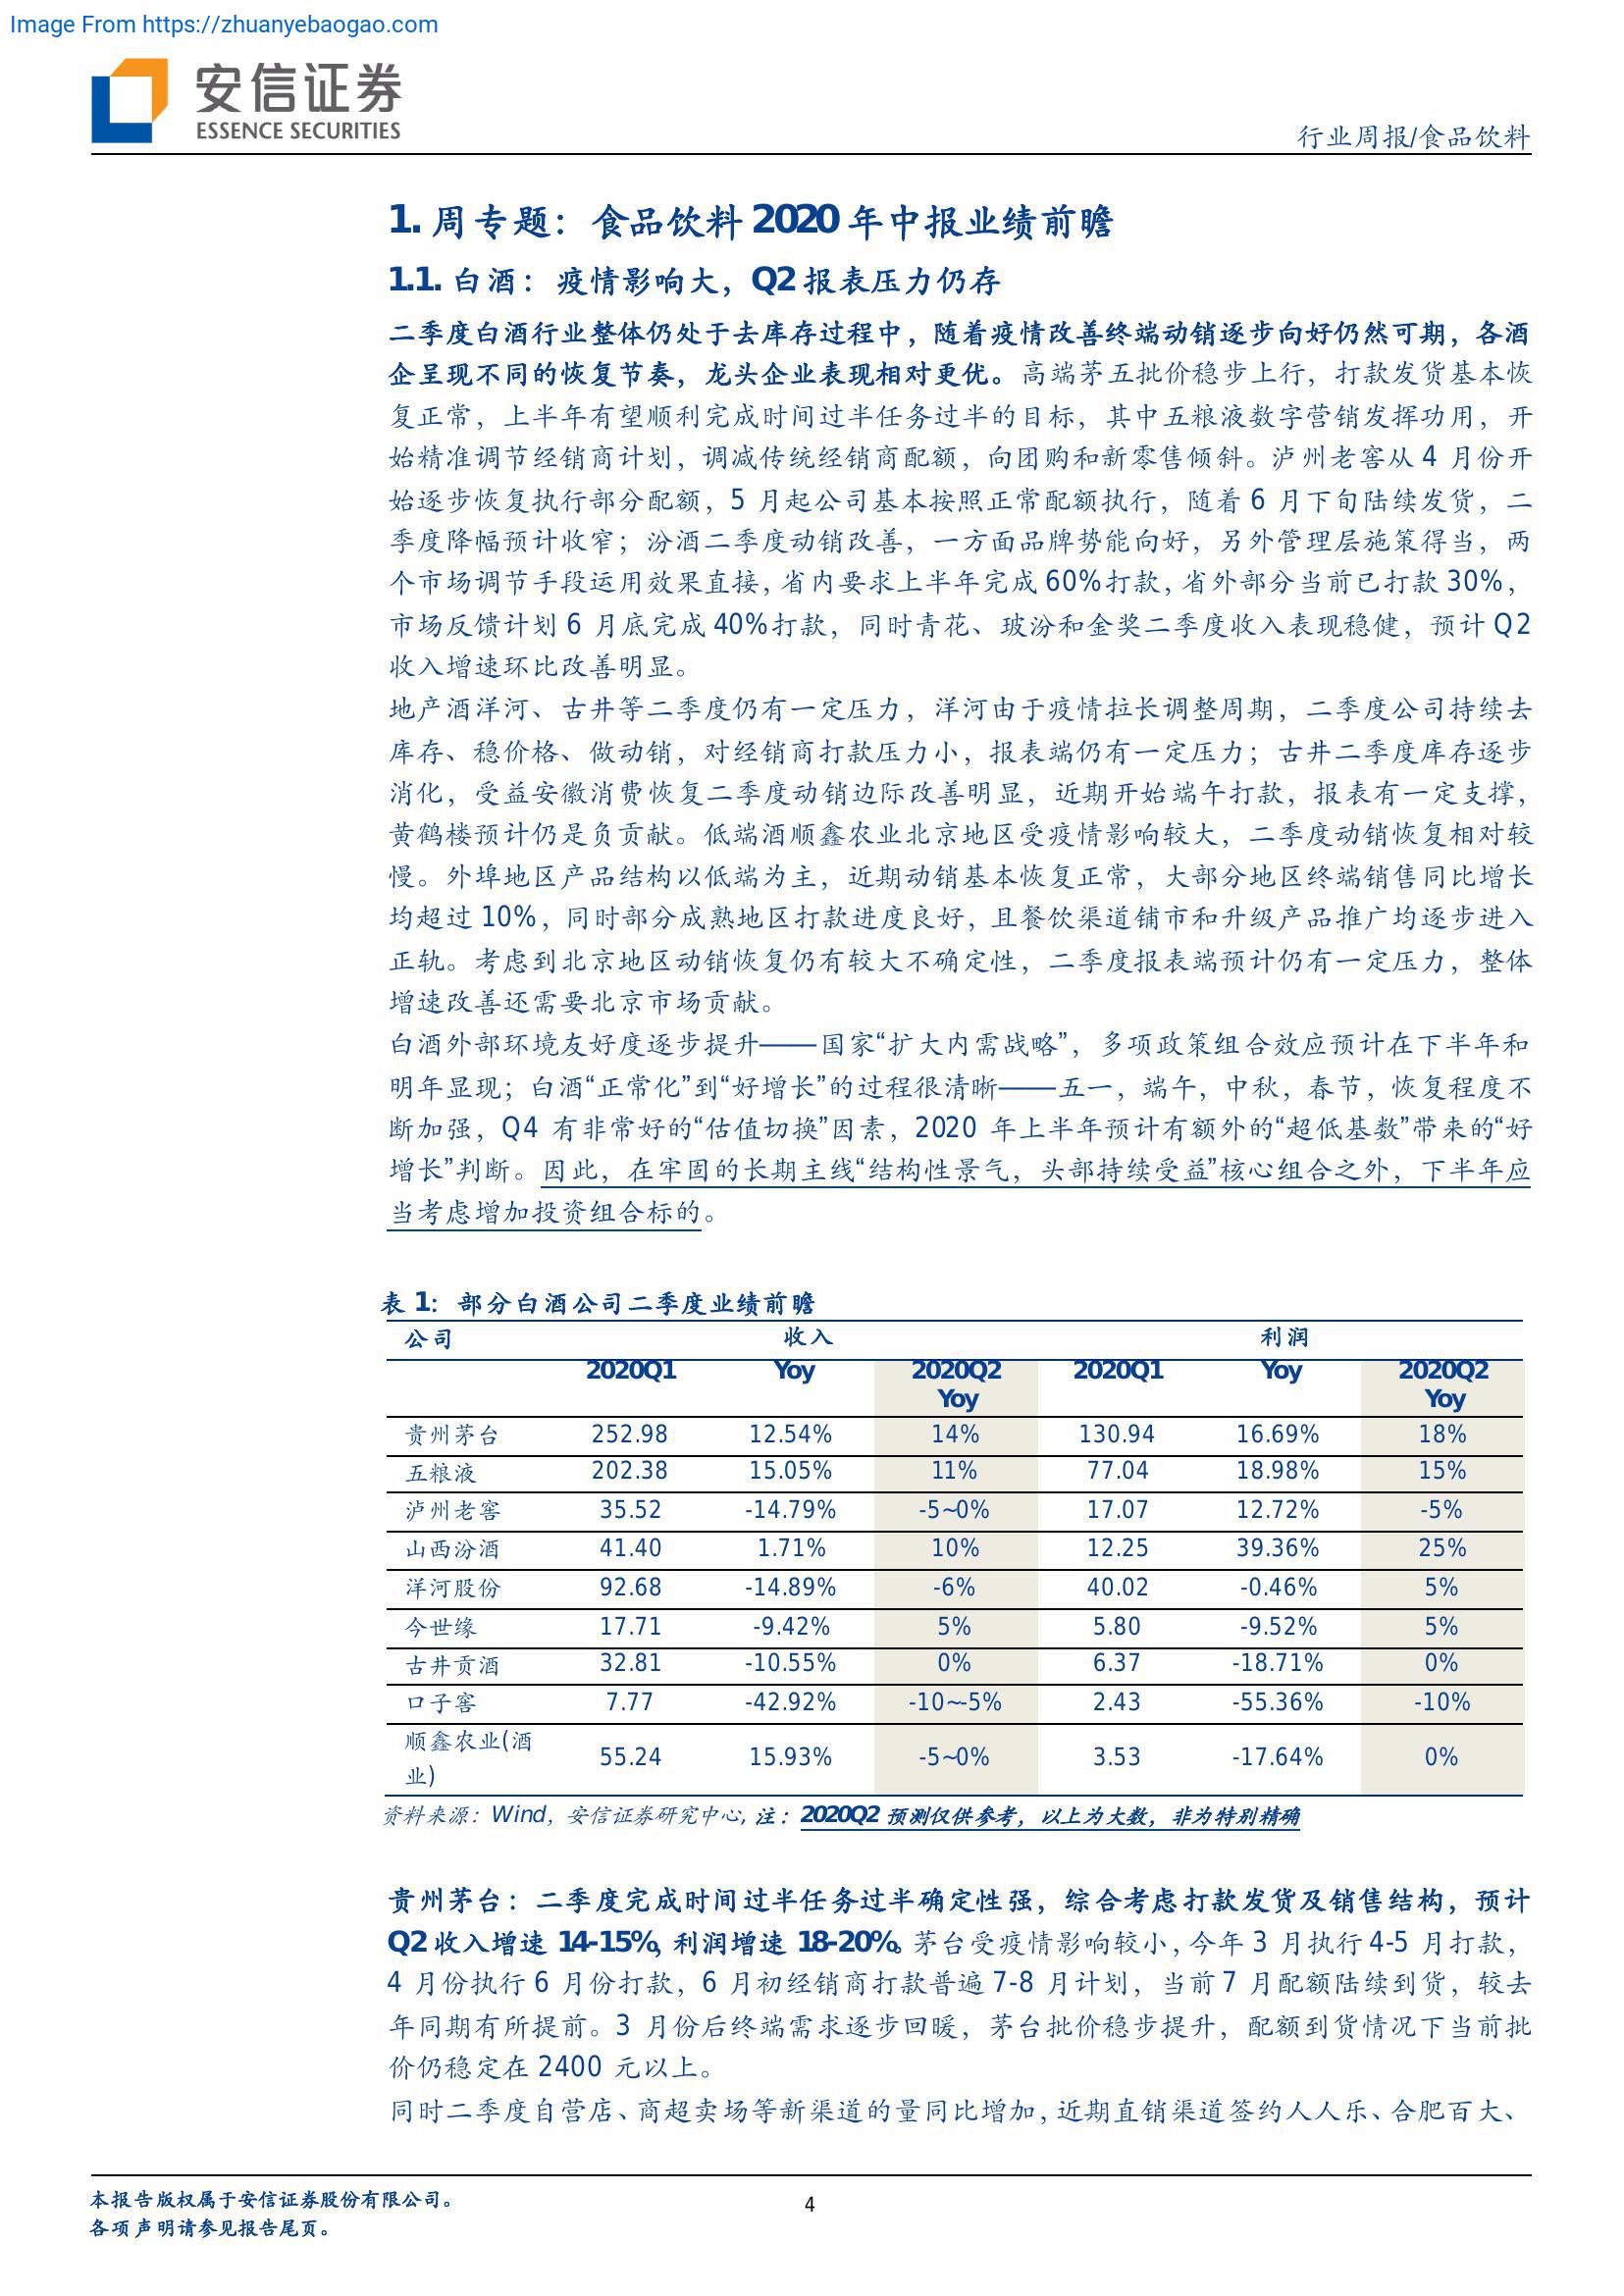 Image From https://zhuanyebaogao.com
安信证券
ESSENCE SECURITIES
行业周报/食品饮料
1. 周专题：食品饮料 2020 年中报业绩前瞻
1.1. 白酒：疫情影响大，Q2 报表压力仍存
二季度白酒行业整体仍处于去库存过程中，随着疫情改善终端动销逐步向好仍然可期，各酒
企呈现不同的恢复节奏，龙头企业表现相对更优。高端茅五批价稳步上行，打款发货基本恢
复正常，上半年有望顺利完成时间过半任务过半的目标，其中五粮液数字营销发挥功用，开
始精准调节经销商计划，调减传统经销商配额，向团购和新零售倾斜。泸州老窖从 4 月份开
始逐步恢复执行部分配额，5 月起公司基本按照正常配额执行，随着 6 月下旬陆续发货，二
季度降幅预计收窄；汾酒二季度动销改善，一方面品牌势能向好，另外管理层施策得当，两
个市场调节手段运用效果直接，省内要求上半年完成 60%打款，省外部分当前已打款 30%，
市场反馈计划 6 月底完成 40%打款，同时青花、玻汾和金奖二季度收入表现稳健，预计 Q2
收入增速环比改善明显。
地产酒洋河、古井等二季度仍有一定压力，洋河由于疫情拉长调整周期，二季度公司持续去
库存、稳价格、做动销，对经销商打款压力小，报表端仍有一定压力；古井二季度库存逐步
消化，受益安徽消费恢复二季度动销边际改善明显，近期开始端午打款，报表有一定支撑，
黄鹤楼预计仍是负贡献。低端酒顺鑫农业北京地区受疫情影响较大，二季度动销恢复相对较
慢。外埠地区产品结构以低端为主，近期动销基本恢复正常，大部分地区终端销售同比增长
均超过 10%，同时部分成熟地区打款进度良好，且餐饮渠道铺市和升级产品推广均逐步进入
正轨。考虑到北京地区动销恢复仍有较大不确定性，二季度报表端预计仍有一定压力，整体
增速改善还需要北京市场贡献。
白酒外部环境友好度逐步提升——国家“扩大内需战略”，多项政策组合效应预计在下半年和
明年显现；白酒“正常化”到“好增长”的过程很清晰——五一，端午，中秋，春节，恢复程度不
断加强，Q4 有非常好的“估值切换”因素，2020 年上半年预计有额外的“超低基数”带来的“好
增长”判断。因此，在牢固的长期主线“结构性景气，头部持续受益”核心组合之外，下半年应
当考虑增加投资组合标的。
表 1：部分白酒公司二季度业绩前瞻
公司 收入 利润
2020Q1 Yoy 2020Q2 Yoy 2020Q1 Yoy 2020Q2 Yoy
贵州茅台 252.98 12.54% 14% 130.94 16.69% 18%
五粮液 202.38 15.05% 11% 77.04 18.98% 15%
泸州老窖 35.52 -14.79% -5~0% 17.07 12.72% -5%
山西汾酒 41.40 1.71% 10% 12.25 39.36% 25%
洋河股份 92.68 -14.89% -6% 40.02 -0.46% 5%
今世缘 17.71 -9.42% 5% 5.80 -9.52% 5%
古井贡酒 32.81 -10.55% 0% 6.37 -18.71% 0%
口子窖 7.77 -42.92% -10~-5% 2.43 -55.36% -10%
顺鑫农业(酒业) 55.24 15.93% -5~0% 3.53 -17.64% 0%
资料来源：Wind，安信证券研究中心, 注：2020Q2 预测仅供参考，以上为大数，非为特别精确
贵州茅台：二季度完成时间过半任务过半确定性强，综合考虑打款发货及销售结构，预计
Q2 收入增速 14-15%，利润增速 18-20%。茅台受疫情影响较小，今年 3 月执行 4-5 月打款，
4 月份执行 6 月份打款，6 月初经销商打款普遍 7-8 月计划，当前 7 月配额陆续到货，较去
年同期有所提前。3 月份后终端需求逐步回暖，茅台批价稳步提升，配额到货情况下当前批
价仍稳定在 2400 元以上。
同时二季度自营店、商超卖场等新渠道的量同比增加，近期直销渠道签约人人乐、合肥百大、
本报告版权属于安信证券股份有限公司。
各项声明请参见报告尾页。
4